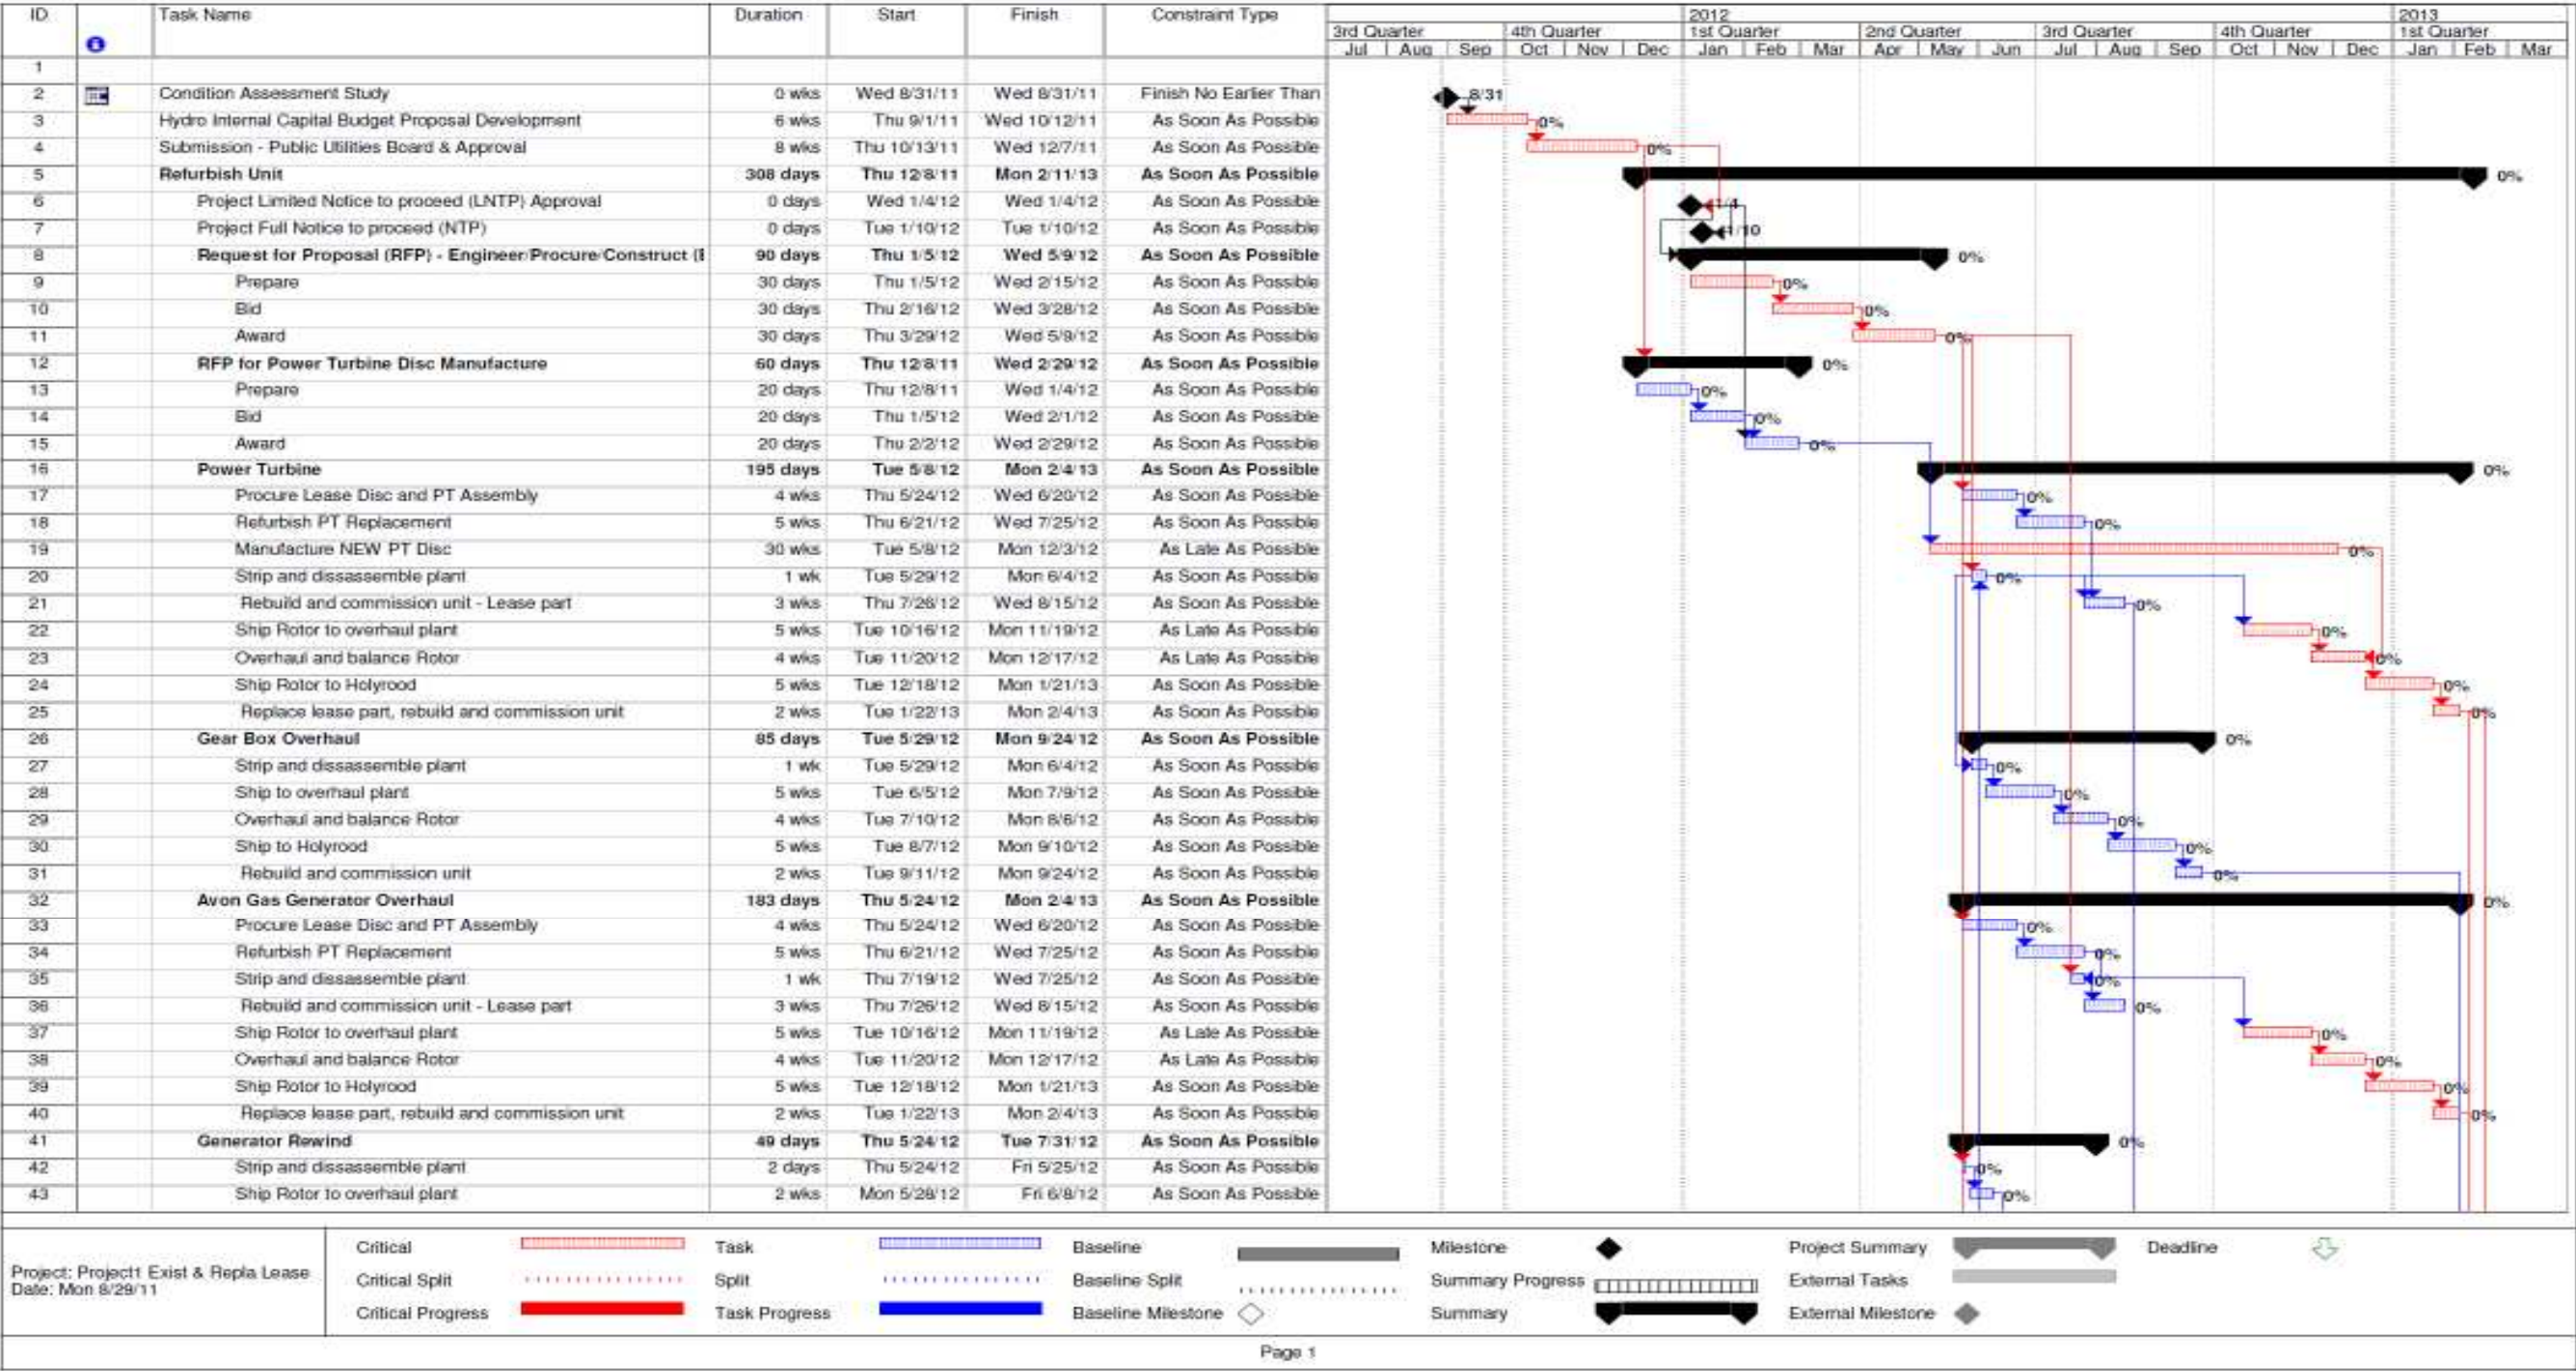 ID Task Name Duration Start Finish Constraint Type
2012 2013
3rd Quarter 4th Quarter 1st Quarter 2nd Quarter 3rd Quarter 4th Quarter 1st Quarter
Jul Aug Sep Oct Nov Dec Jan Feb Mar Apr May Jun Jul Aug Sep Oct Nov Dec Jan Feb Mar
1
2 Condition Assessment Study 0 wks Wed 8/31/11 Wed 8/31/11 Finish No Earlier Than 8/31
3 Hydro Internal Capital Budget Proposal Development 6 wks Thu 9/1/11 Wed 10/12/11 As Soon As Possible 0%
4 Submission - Public Utilities Board & Approval 8 wks Thu 10/13/11 Wed 12/7/11 As Soon As Possible 0%
5 Refurbish Unit 308 days Thu 12/8/11 Mon 2/11/13 As Soon As Possible 0%
6 Project Limited Notice to proceed (LNTP) Approval 0 days Wed 1/4/12 Wed 1/4/12 As Soon As Possible 1/4
7 Project Full Notice to proceed (NTP) 0 days Tue 1/10/12 Tue 1/10/12 As Soon As Possible 1/10
8 Request for Proposal (RFP) - Engineer/Procure/Construct (E 90 days Thu 1/5/12 Wed 5/9/12 As Soon As Possible 0%
9 Prepare 30 days Thu 1/5/12 Wed 2/15/12 As Soon As Possible 0%
10 Bid 30 days Thu 2/16/12 Wed 3/28/12 As Soon As Possible 0%
11 Award 30 days Thu 3/29/12 Wed 5/9/12 As Soon As Possible 0%
12 RFP for Power Turbine Disc Manufacture 60 days Thu 12/8/11 Wed 2/29/12 As Soon As Possible 0%
13 Prepare 20 days Thu 12/8/11 Wed 1/4/12 As Soon As Possible 0%
14 Bid 20 days Thu 1/5/12 Wed 2/1/12 As Soon As Possible 0%
15 Award 20 days Thu 2/2/12 Wed 2/29/12 As Soon As Possible 0%
16 Power Turbine 195 days Tue 5/8/12 Mon 2/4/13 As Soon As Possible 0%
17 Procure Lease Disc and PT Assembly 4 wks Thu 5/24/12 Wed 6/20/12 As Soon As Possible 0%
18 Refurbish PT Replacement 5 wks Thu 6/21/12 Wed 7/25/12 As Soon As Possible 0%
19 Manufacture NEW PT Disc 30 wks Tue 5/8/12 Mon 12/3/12 As Late As Possible 0%
20 Strip and dissassemble plant 1 wk Tue 5/29/12 Mon 6/4/12 As Soon As Possible 0%
21 Rebuild and commission unit - Lease part 3 wks Thu 7/26/12 Wed 8/15/12 As Soon As Possible 0%
22 Ship Rotor to overhaul plant 5 wks Tue 10/16/12 Mon 11/19/12 As Late As Possible 0%
23 Overhaul and balance Rotor 4 wks Tue 11/20/12 Mon 12/17/12 As Late As Possible 0%
24 Ship Rotor to Holyrood 5 wks Tue 12/18/12 Mon 1/21/13 As Soon As Possible 0%
25 Replace lease part, rebuild and commission unit 2 wks Tue 1/22/13 Mon 2/4/13 As Soon As Possible 0%
26 Gear Box Overhaul 85 days Tue 5/29/12 Mon 9/24/12 As Soon As Possible 0%
27 Strip and dissassemble plant 1 wk Tue 5/29/12 Mon 6/4/12 As Soon As Possible 0%
28 Ship to overhaul plant 5 wks Tue 6/5/12 Mon 7/9/12 As Soon As Possible 0%
29 Overhaul and balance Rotor 4 wks Tue 7/10/12 Mon 8/6/12 As Soon As Possible 0%
30 Ship to Holyrood 5 wks Tue 8/7/12 Mon 9/10/12 As Soon As Possible 0%
31 Rebuild and commission unit 2 wks Tue 9/11/12 Mon 9/24/12 As Soon As Possible 0%
32 Avon Gas Generator Overhaul 183 days Thu 5/24/12 Mon 2/4/13 As Soon As Possible 0%
33 Procure Lease Disc and PT Assembly 4 wks Thu 5/24/12 Wed 6/20/12 As Soon As Possible 0%
34 Refurbish PT Replacement 5 wks Thu 6/21/12 Wed 7/25/12 As Soon As Possible 0%
35 Strip and dissassemble plant 1 wk Thu 7/19/12 Wed 7/25/12 As Soon As Possible 0%
36 Rebuild and commission unit - Lease part 3 wks Thu 7/26/12 Wed 8/15/12 As Soon As Possible 0%
37 Ship Rotor to overhaul plant 5 wks Tue 10/16/12 Mon 11/19/12 As Late As Possible 0%
38 Overhaul and balance Rotor 4 wks Tue 11/20/12 Mon 12/17/12 As Late As Possible 0%
39 Ship Rotor to Holyrood 5 wks Tue 12/18/12 Mon 1/21/13 As Soon As Possible 0%
40 Replace lease part, rebuild and commission unit 2 wks Tue 1/22/13 Mon 2/4/13 As Soon As Possible 0%
41 Generator Rewind 49 days Thu 5/24/12 Tue 7/31/12 As Soon As Possible 0%
42 Strip and dissassemble plant 2 days Thu 5/24/12 Fri 5/25/12 As Soon As Possible 0%
43 Ship Rotor to overhaul plant 2 wks Mon 5/28/12 Fri 6/8/12 As Soon As Possible 0%
Project: Project1 Exist & Repla Lease
Date: Mon 8/29/11
Critical Task Baseline Milestone Project Summary Deadline
Critical Split Split Baseline Split Summary Progress External Tasks
Critical Progress Task Progress Baseline Milestone Summary External Milestone
Page 1